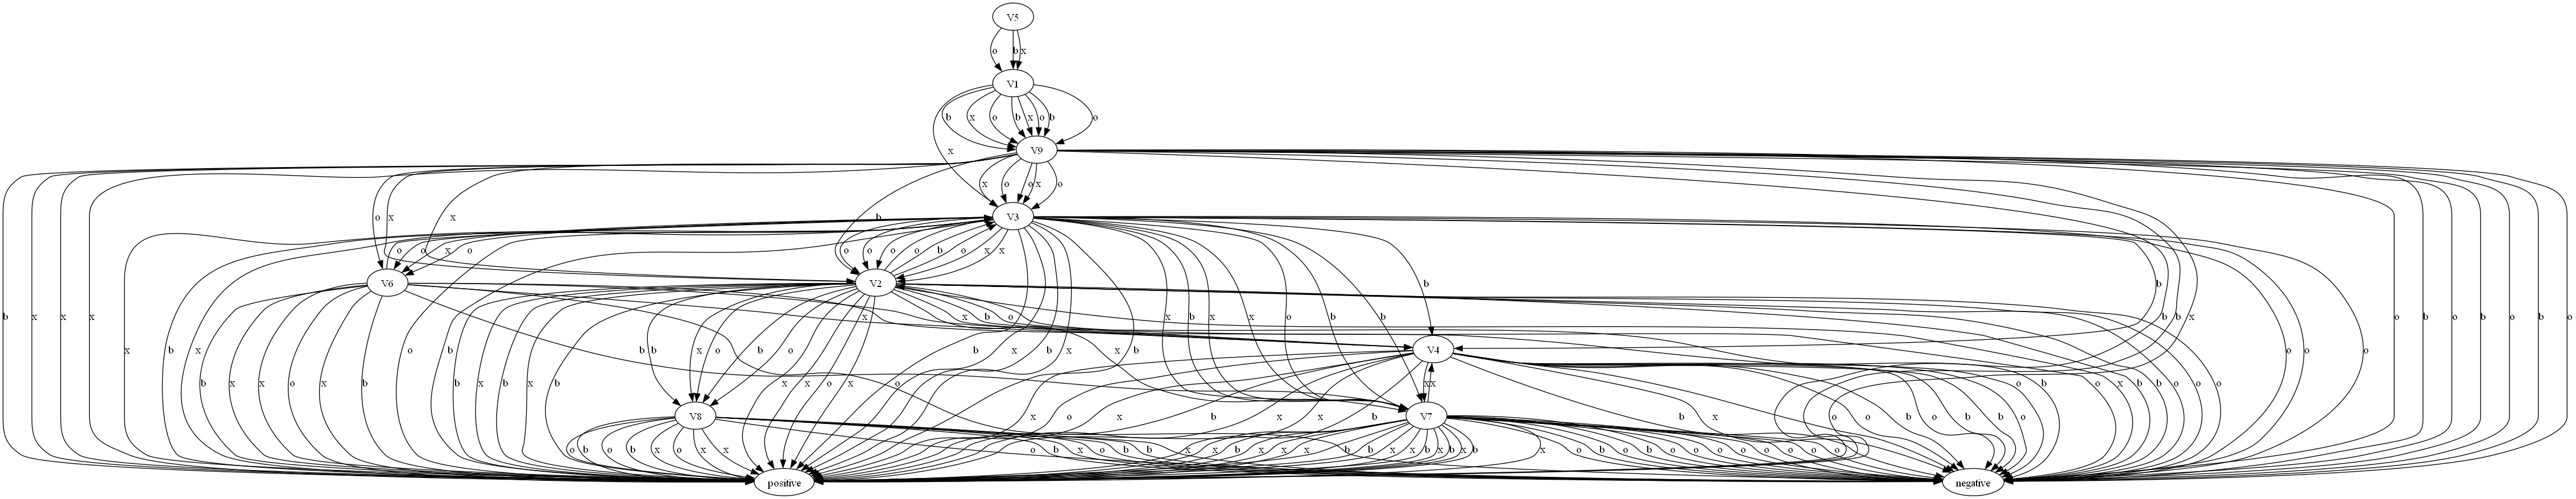 V5
o b x
V1
b x o b x o b o
x
V9
x o o x o
o x x b
V3
o x o o o o b o x x
V6
V2
b b x
b b
o b o b o b o
b x x x
x b x o b
b x x o x b
b
o
b x b x b
b x o b o
x x o x
b x b x b
x b x x o b b
x b o
x
V4
o o o
o x b b o o
x x
x o x b x x b
b x o o b o b b o o b
V8
V7
o b o b x o x x
o b x o b b
x x b x x b x x b x b x b
x
o b o b o o o o o
positive
negative